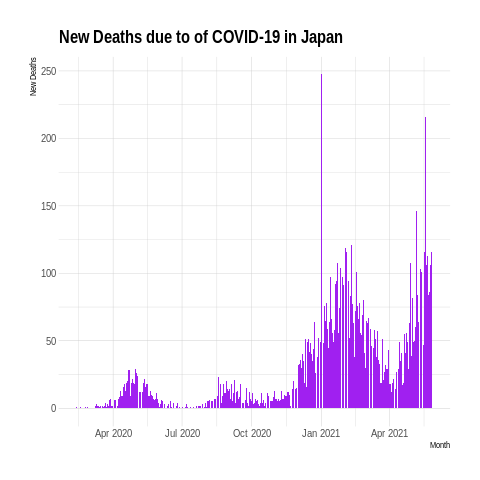 New Deaths due to of COVID-19 in Japan
New Deaths
250
200
150
100
50
0
Apr 2020 Jul 2020 Oct 2020 Jan 2021 Apr 2021
Month